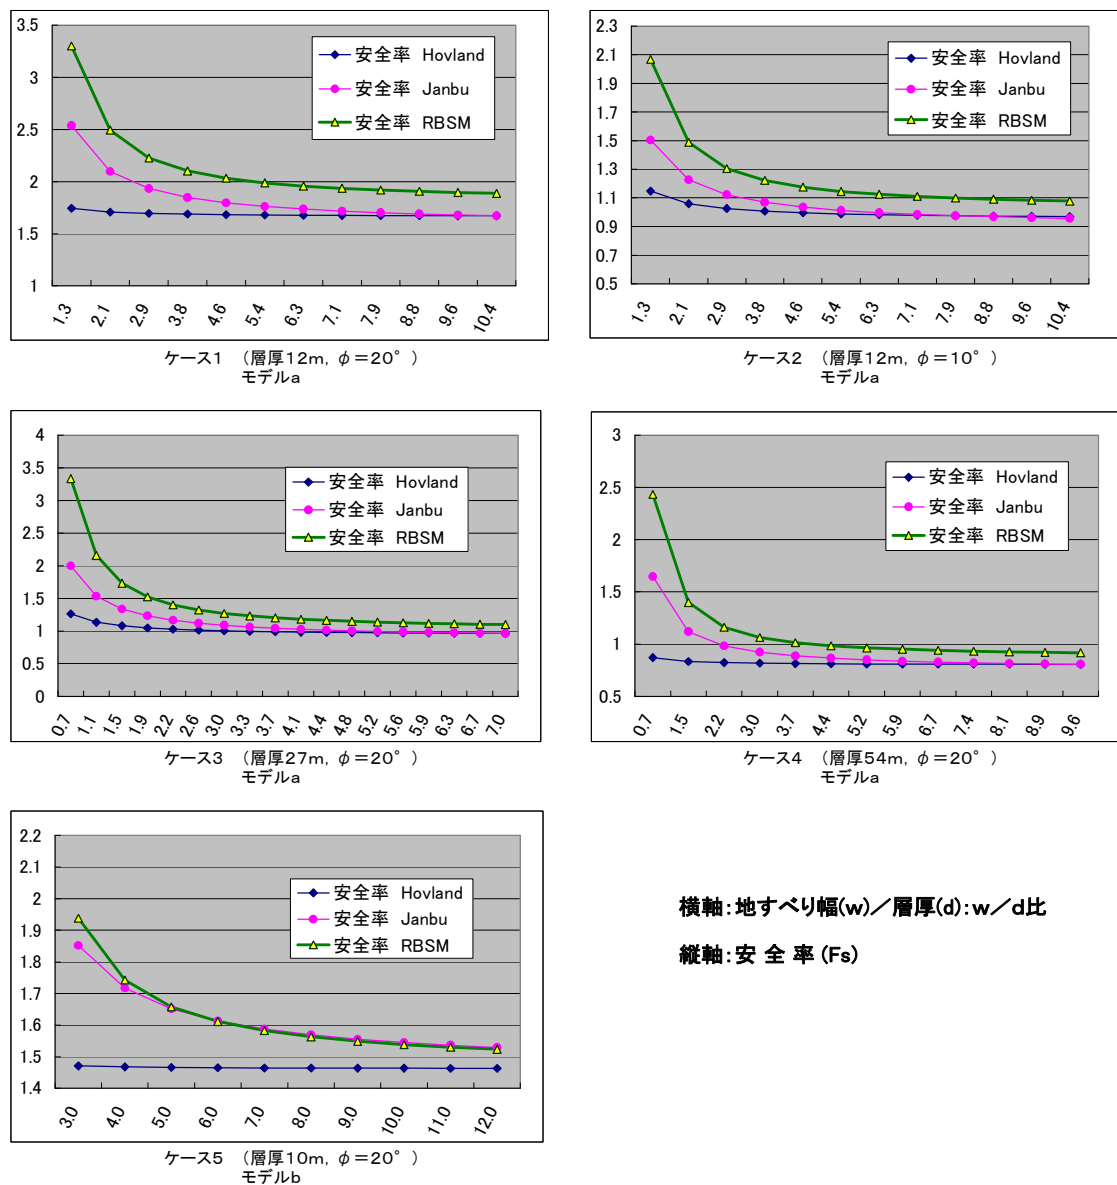 3.5
3
2.5
2
1.5
1
安全率 Hovland
安全率 Janbu
安全率 RBSM
1.3 2.1 2.9 3.8 4.6 5.4 6.3 7.1 7.9 8.8 9.6 10.4
ケース1 (層厚12m, φ=20°)
モデルa
2.3
2.1
1.9
1.7
1.5
1.3
1.1
0.9
0.7
0.5
安全率 Hovland
安全率 Janbu
安全率 RBSM
1.3 2.1 2.9 3.8 4.6 5.4 6.3 7.1 7.9 8.8 9.6 10.4
ケース2 (層厚12m, φ=10°)
モデルa
4
3.5
3
2.5
2
1.5
1
0.5
0
安全率 Hovland
安全率 Janbu
安全率 RBSM
0.7 1.1 1.5 1.9 2.2 2.6 3.0 3.3 3.7 4.1 4.4 4.8 5.2 5.6 5.9 6.3 6.7 7.0
ケース3 (層厚27m, φ=20°)
モデルa
3
2.5
2
1.5
1
0.5
安全率 Hovland
安全率 Janbu
安全率 RBSM
0.7 1.5 2.2 3.0 3.7 4.4 5.2 5.9 6.7 7.4 8.1 8.9 9.6
ケース4 (層厚54m, φ=20°)
モデルa
2.2
2.1
2
1.9
1.8
1.7
1.6
1.5
1.4
安全率 Hovland
安全率 Janbu
安全率 RBSM
3.0 4.0 5.0 6.0 7.0 8.0 9.0 10.0 11.0 12.0
ケース5 (層厚10m, φ=20°)
モデルb
横軸:地すべり幅(w)/層厚(d):w/d比
縦軸:安 全 率 (Fs)